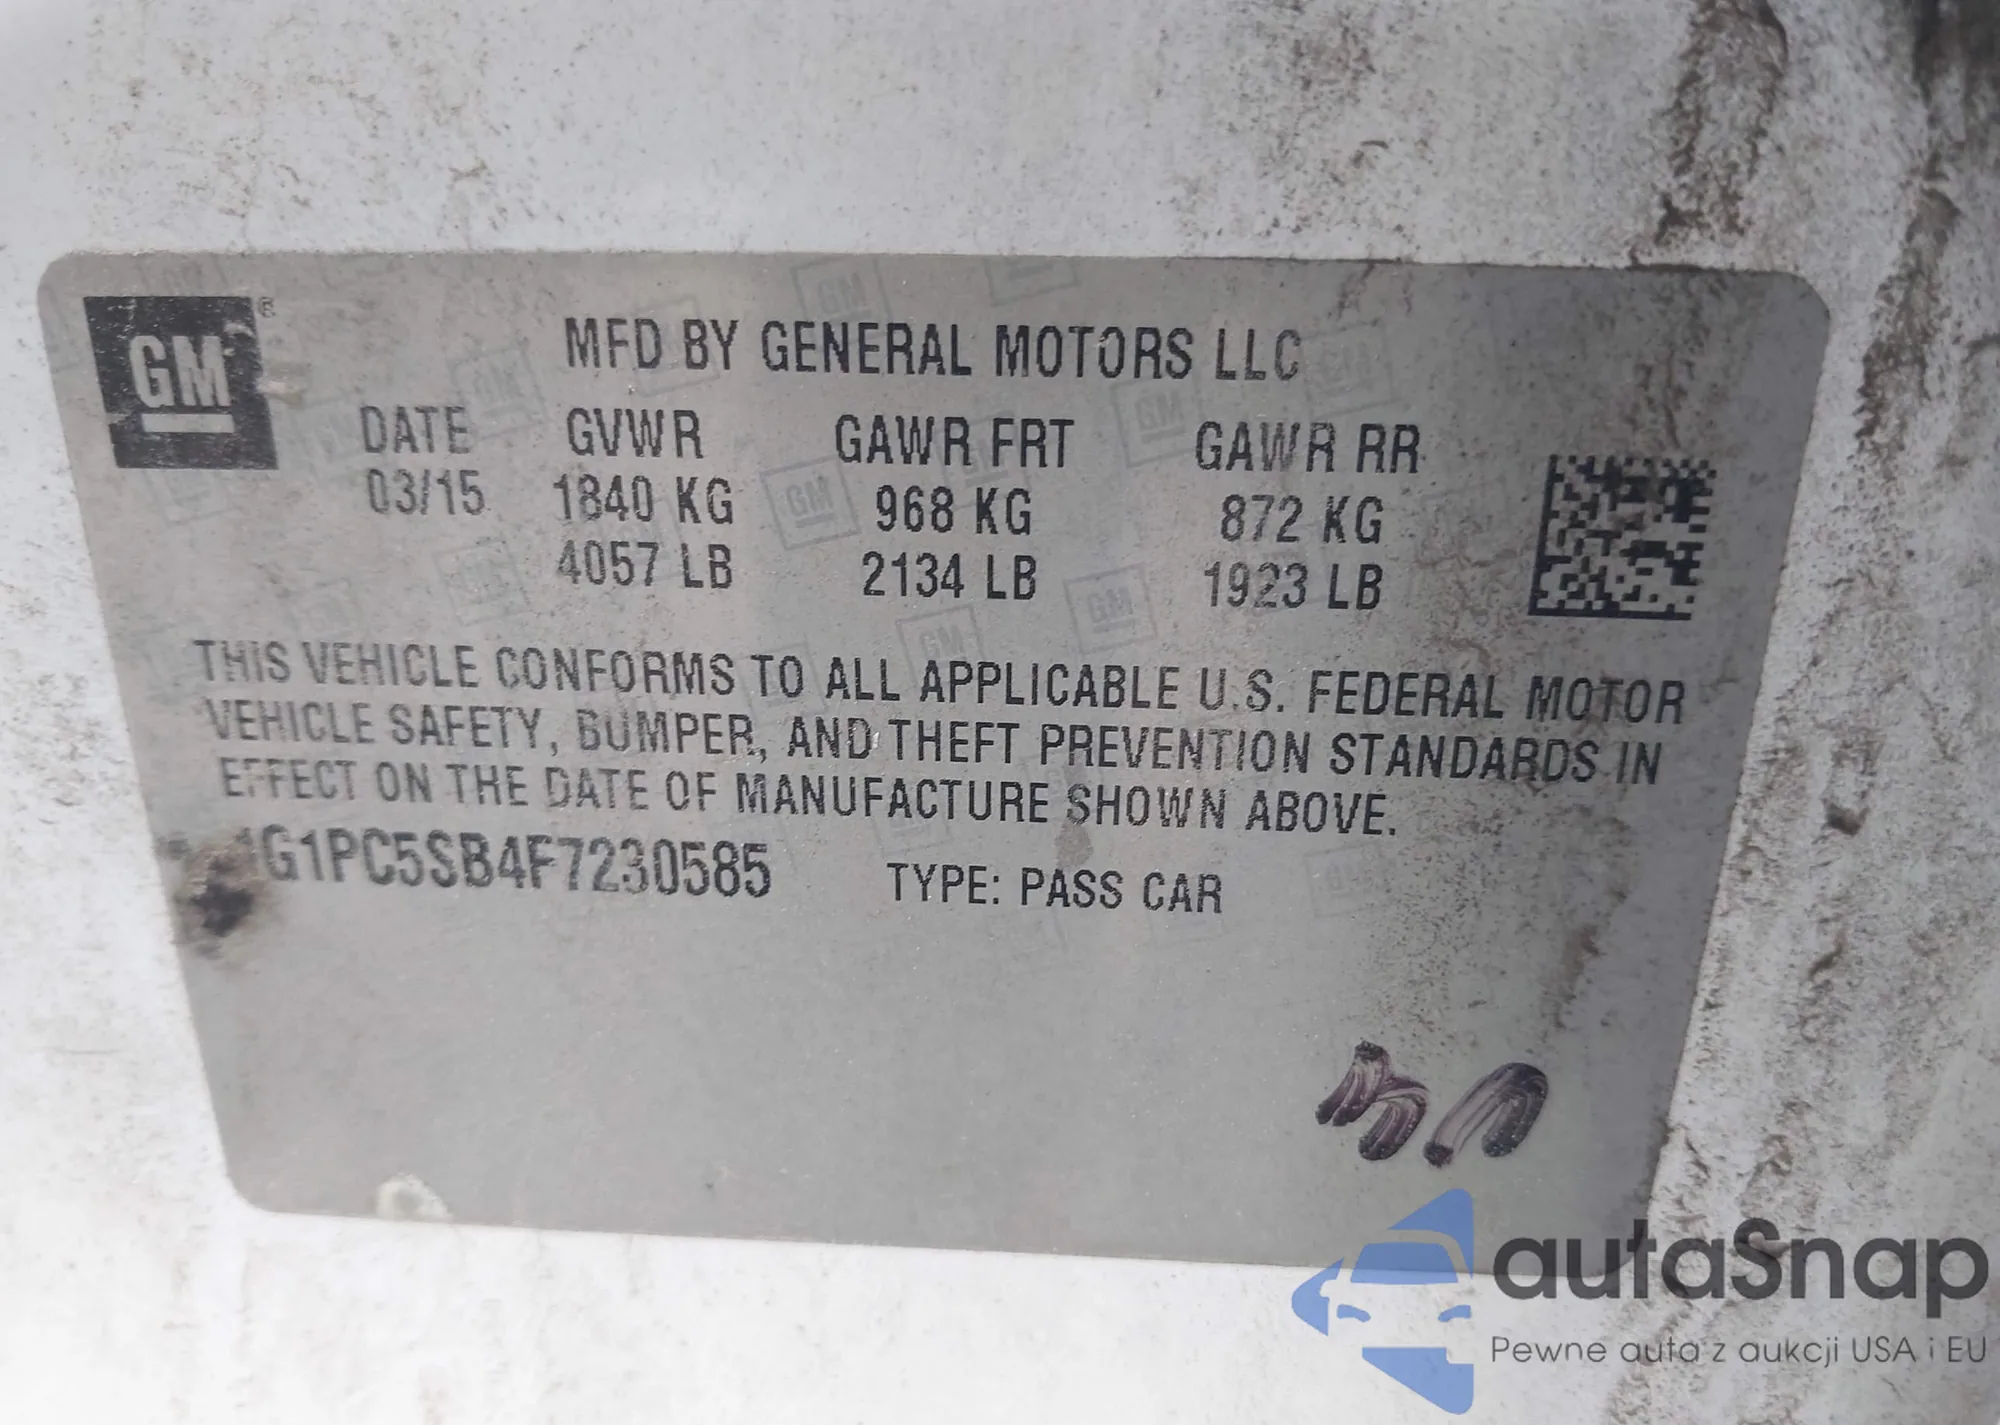 GM®
MFD BY GENERAL MOTORS LLC
DATE GVWR GAWR FRT GAWR RR
03/15 1840 KG 968 KG 872 KG
4057 LB 2134 LB 1923 LB
THIS VEHICLE CONFORMS TO ALL APPLICABLE U.S. FEDERAL MOTOR
VEHICLE SAFETY, BUMPER, AND THEFT PREVENTION STANDARDS IN
EFFECT ON THE DATE OF MANUFACTURE SHOWN ABOVE.
1G1PC5SB4F7230585 TYPE: PASS CAR
autaSnap
Pewne auta z aukcji USA i EU